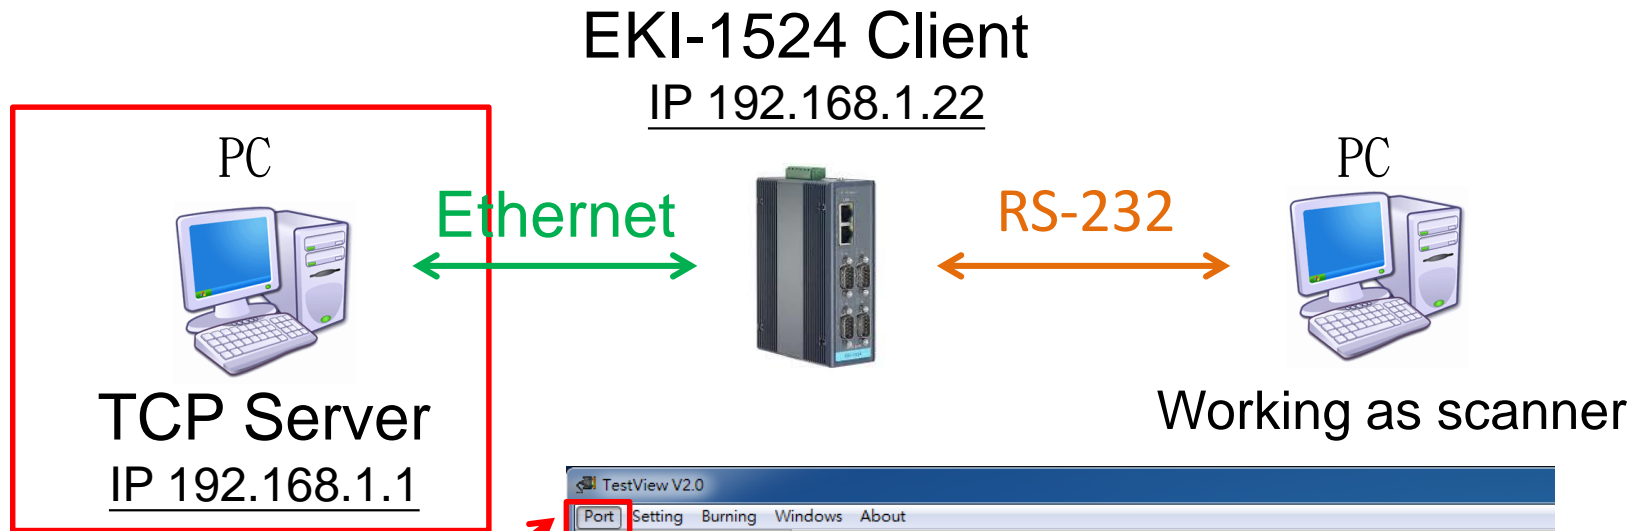 EKI-1524 Client
IP 192.168.1.22
PC
PC
Ethernet
RS-232
TCP Server
Working as scanner
IP 192.168.1.1
TestView V2.0
Port Setting Burning Windows About